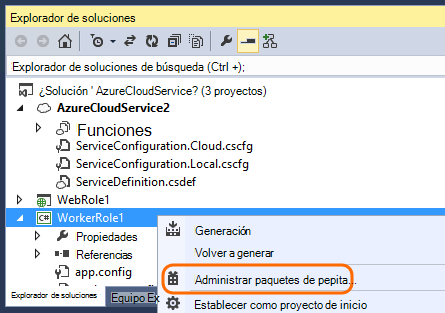 Explorador de soluciones
Explorador de soluciones de búsqueda (Ctrl +);
¿Solución ' AzureCloudService? (3 proyectos)
AzureCloudService2
Funciones
ServiceConfiguration.Cloud.cscfg
ServiceConfiguration.Local.cscfg
ServiceDefinition.csdef
WebRole1
C# WorkerRole1
Propiedades
Referencias
app.config
Generación
Volver a generar
Administrar paquetes de pepita...
Establecer como proyecto de inicio
Explorador de soluciones
Equipo Ex